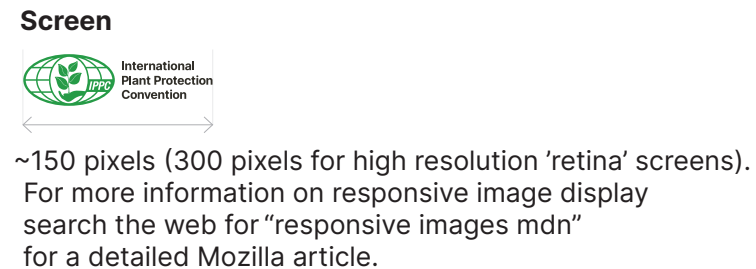 Screen
IPPC
International
Plant Protection
Convention
~150 pixels (300 pixels for high resolution ’retina’ screens).
For more information on responsive image display
search the web for “responsive images mdn”
for a detailed Mozilla article.